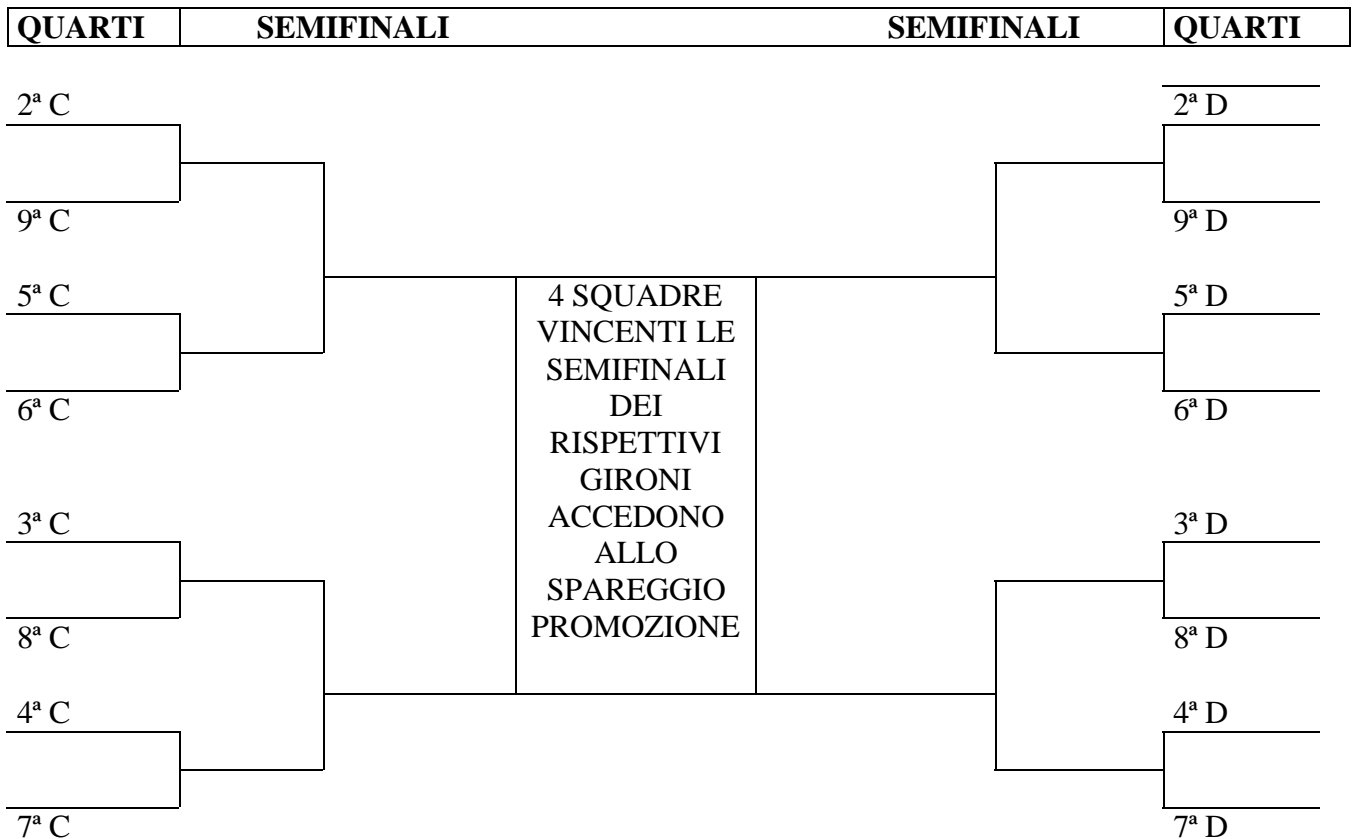 QUARTI SEMIFINALI SEMIFINALI QUARTI
2ª C 2ª D
9ª C 9ª D
5ª C 4 SQUADRE 5ª D
VINCENTI LE
SEMIFINALI
6ª C DEI 6ª D
RISPETTIVI
GIRONI
3ª C ACCEDONO 3ª D
ALLO
SPAREGGIO
8ª C PROMOZIONE 8ª D
4ª C 4ª D
7ª C 7ª D